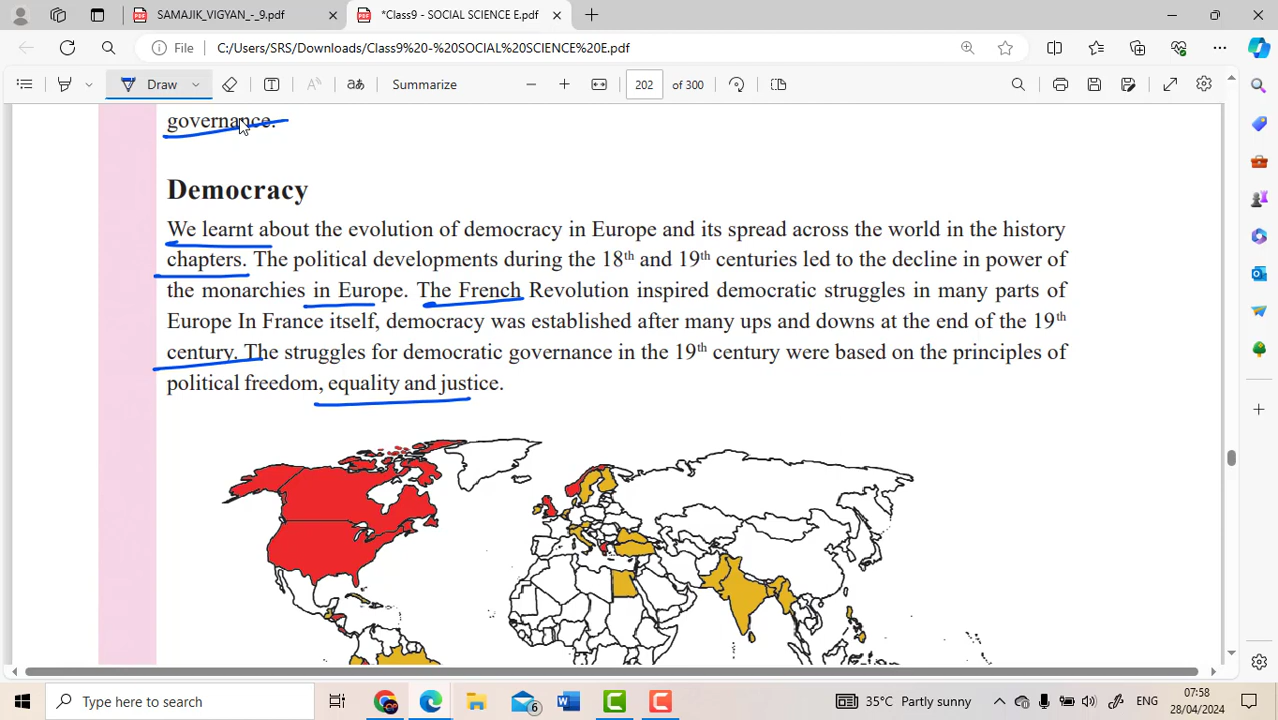 SAMAJIK_VIGYAN_-_9.pdf
*Class9 - SOCIAL SCIENCE E.pdf
File
C:/Users/SRS/Downloads/Class9%20-%20SOCIAL%20SCIENCE%20E.pdf
Draw
Summarize
202 of 300
governance.
Democracy
We learnt about the evolution of democracy in Europe and its spread across the world in the history
chapters. The political developments during the 18th and 19th centuries led to the decline in power of
the monarchies in Europe. The French Revolution inspired democratic struggles in many parts of
Europe In France itself, democracy was established after many ups and downs at the end of the 19th
century. The struggles for democratic governance in the 19th century were based on the principles of
political freedom, equality and justice.
Type here to search
6
35°C Partly sunny
ENG
07:58
28/04/2024